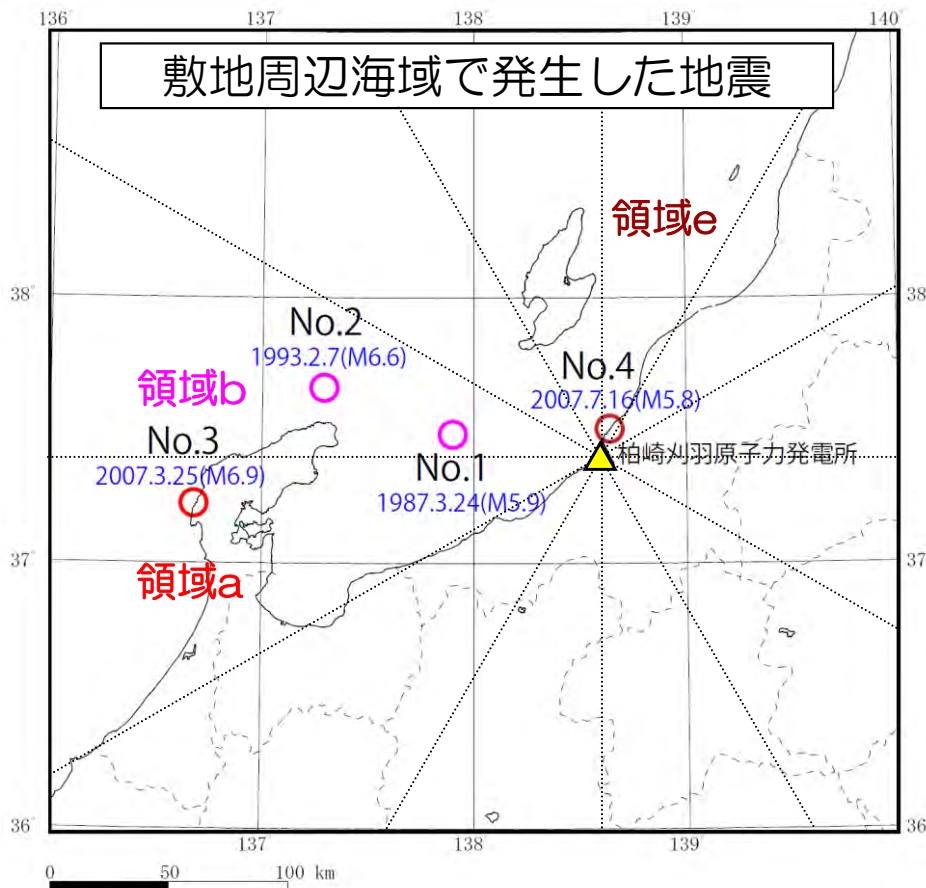 136° 137° 138° 139° 140°
敷地周辺海域で発生した地震
領域e
38° 38
No.2
1993.2.7(M6.6)
No.4
2007.7.16(M5.8)
領域b
No.3
2007.3.25(M6.9)
No.1
1987.3.24(M5.9)
柏崎刈羽原子力発電所
37° 37
領域a
36° 36
137° 138° 139°
0 50 100 km